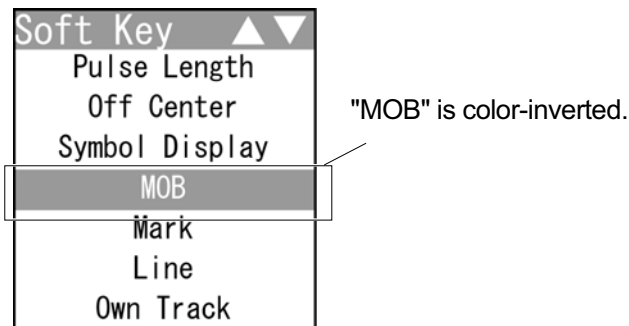 Soft Key ▲▼
Pulse Length
Off Center
Symbol Display
MOB
Mark
Line
Own Track
"MOB" is color-inverted.